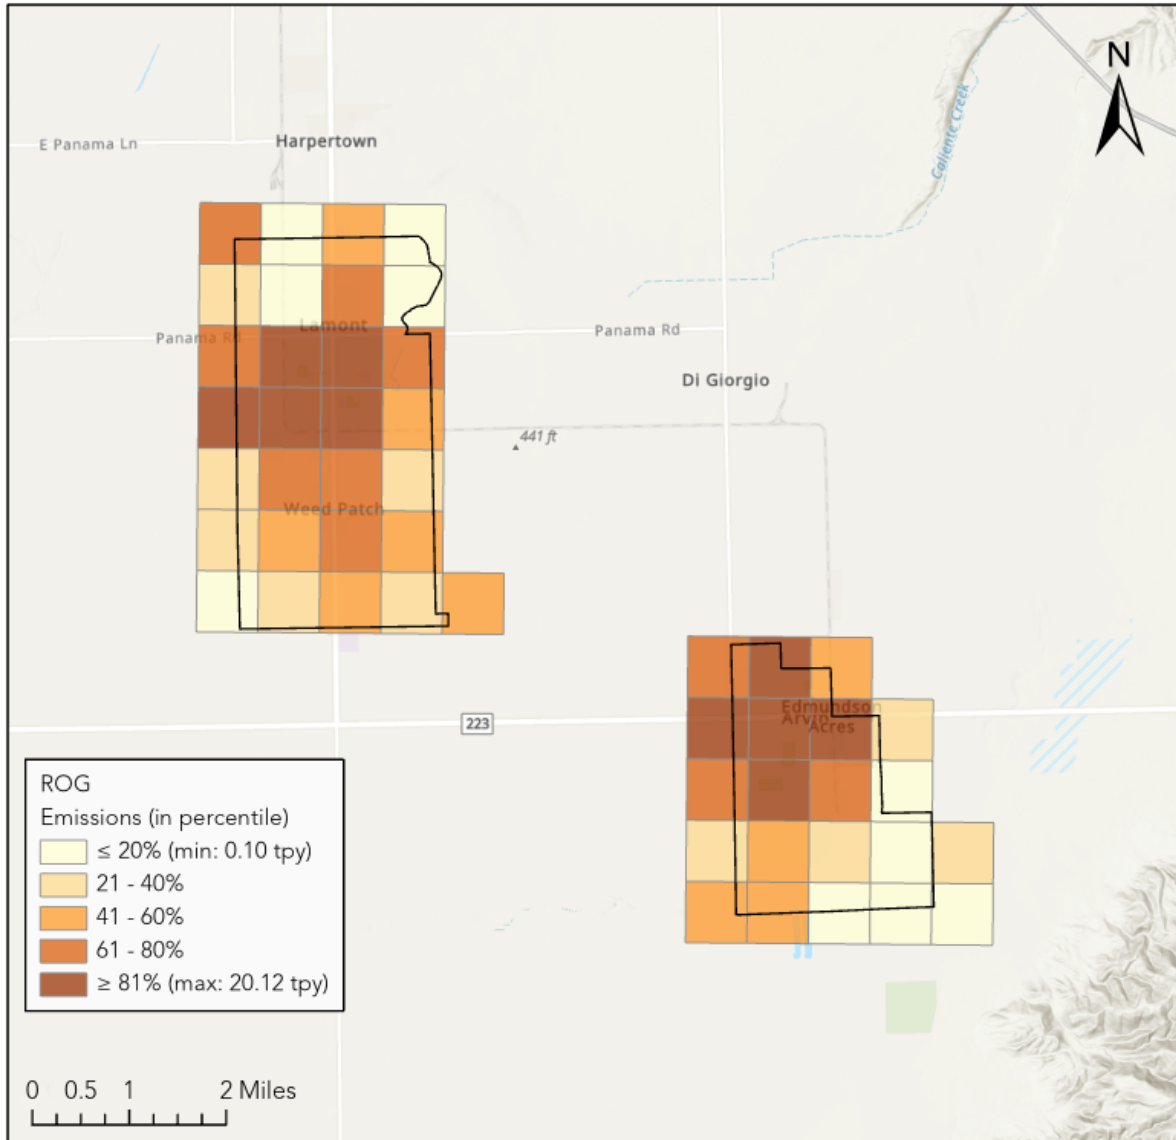 N
E Panama Ln
Harpertown
Caliente Creek
Lamont
Panama Rd
Panama Rd
Di Giorgio
441 ft
Weed Patch
223
Edmundson
Arvin
Acres
ROG
Emissions (in percentile)
≤ 20% (min: 0.10 tpy)
21 - 40%
41 - 60%
61 - 80%
≥ 81% (max: 20.12 tpy)
0 0.5 1 2 Miles